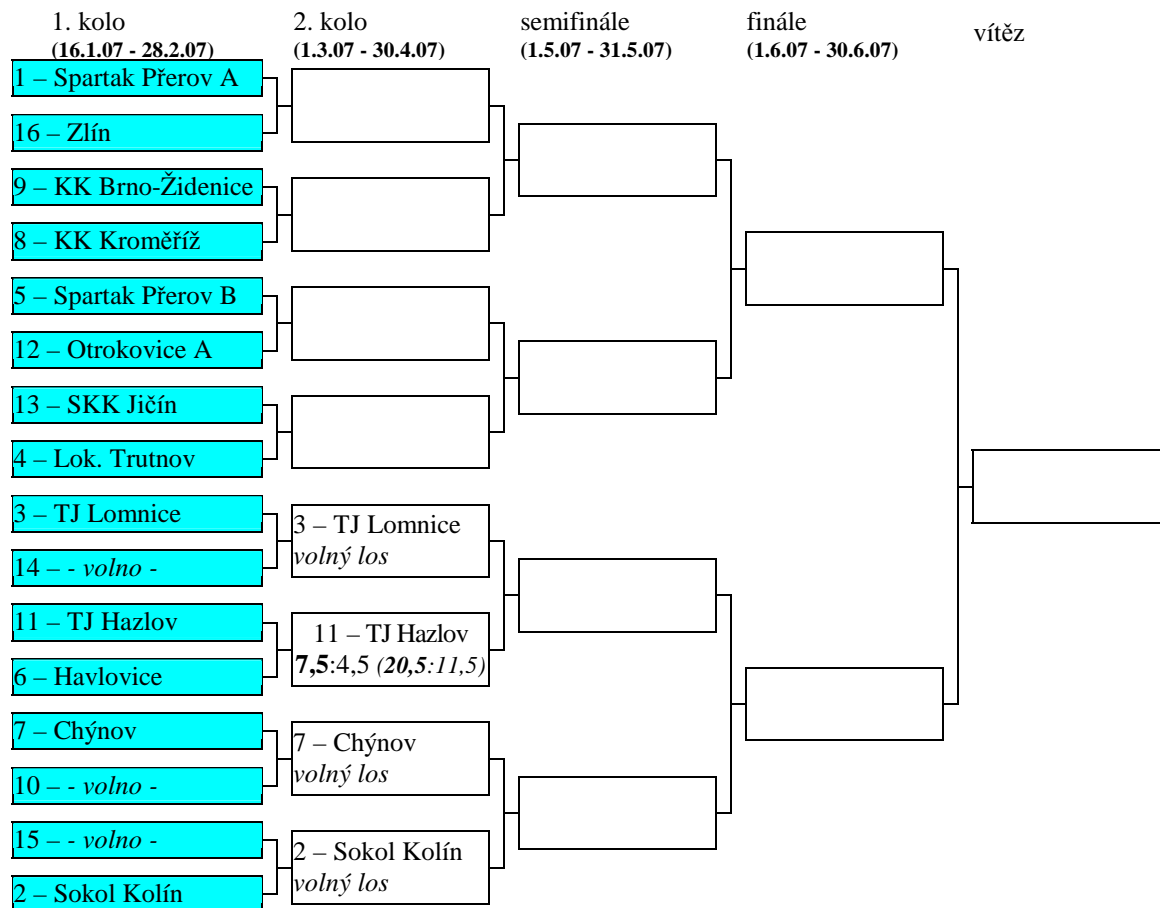 1. kolo
(16.1.07 - 28.2.07)
2. kolo
(1.3.07 - 30.4.07)
semifinále
(1.5.07 - 31.5.07)
finále
(1.6.07 - 30.6.07)
vítěz
1 – Spartak Přerov A
16 – Zlín
9 – KK Brno-Židenice
8 – KK Kroměříž
5 – Spartak Přerov B
12 – Otrokovice A
13 – SKK Jičín
4 – Lok. Trutnov
3 – TJ Lomnice
14 – - volno -
11 – TJ Hazlov
6 – Havlovice
7 – Chýnov
10 – - volno -
15 – - volno -
2 – Sokol Kolín
3 – TJ Lomnice
volný los
11 – TJ Hazlov
7,5:4,5 (20,5:11,5)
7 – Chýnov
volný los
2 – Sokol Kolín
volný los